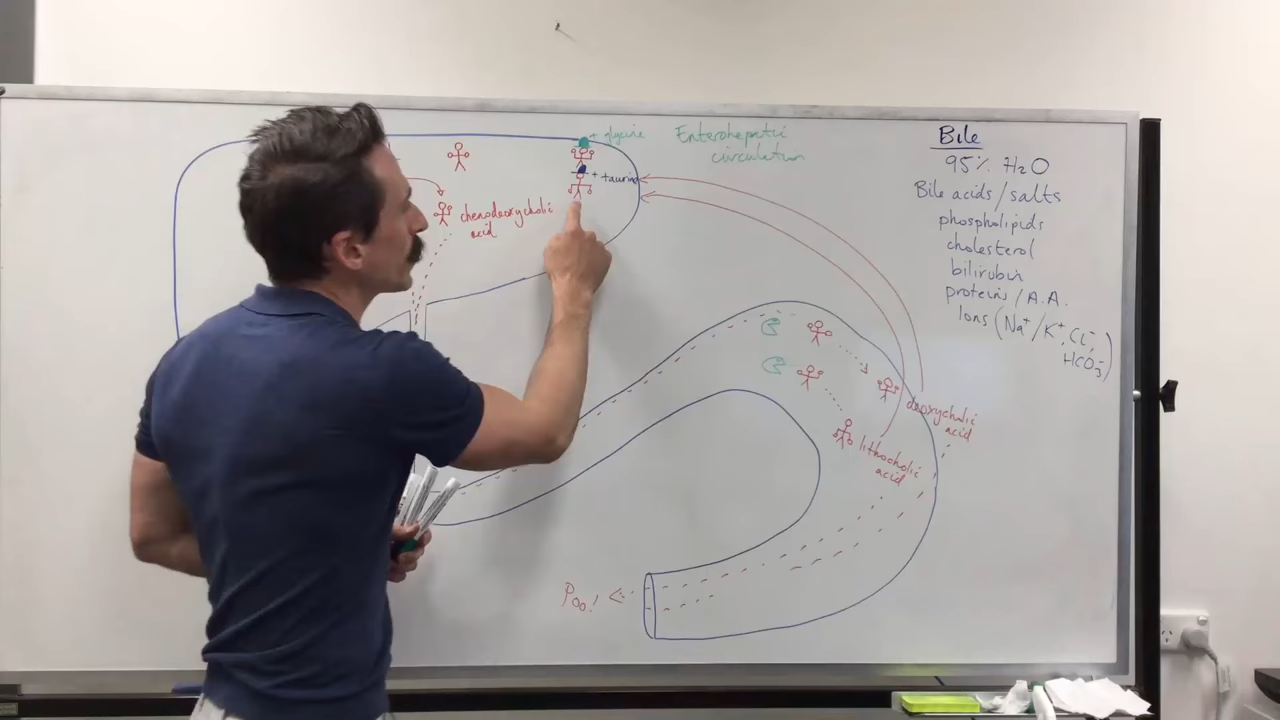 + glycine
Enterohepatic
circulation
+ taurine
chenodeoxycholic
acid
Bile
95% H₂O
Bile acids/salts
phospholipids
cholesterol
bilirubin
proteins/A.A.
Ions (Na⁺/K⁺, Cl⁻,
HCO₃⁻)
deoxycholic
acid
lithocholic
acid
Poo!